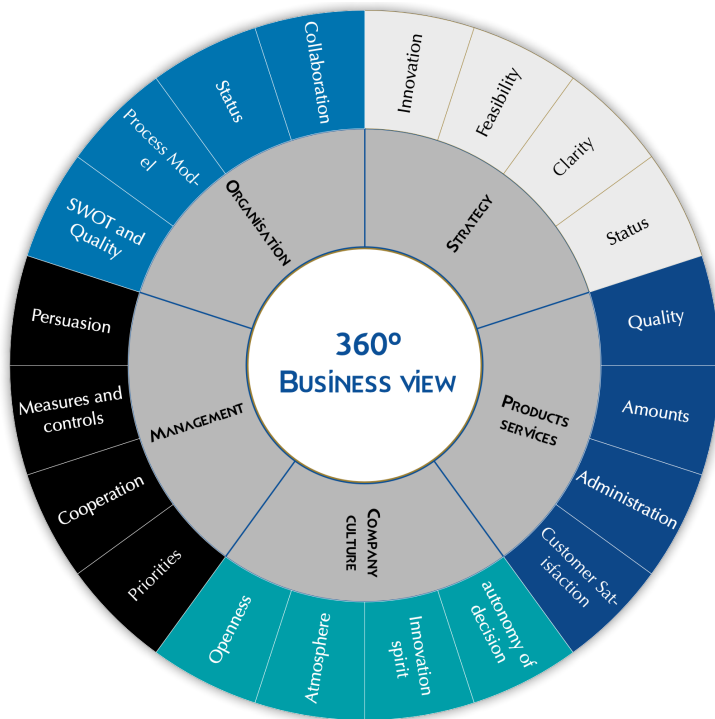 360º
Business view
Strategy
Innovation
Feasibility
Clarity
Status
Products
services
Quality
Amounts
Administration
Customer Sat-
isfaction
Company
culture
autonomy of
decision
Innovation
spirit
Atmosphere
Openness
Management
Priorities
Cooperation
Measures and
controls
Persuasion
Organisation
SWOT and
Quality
Process Mod-
el
Status
Collaboration